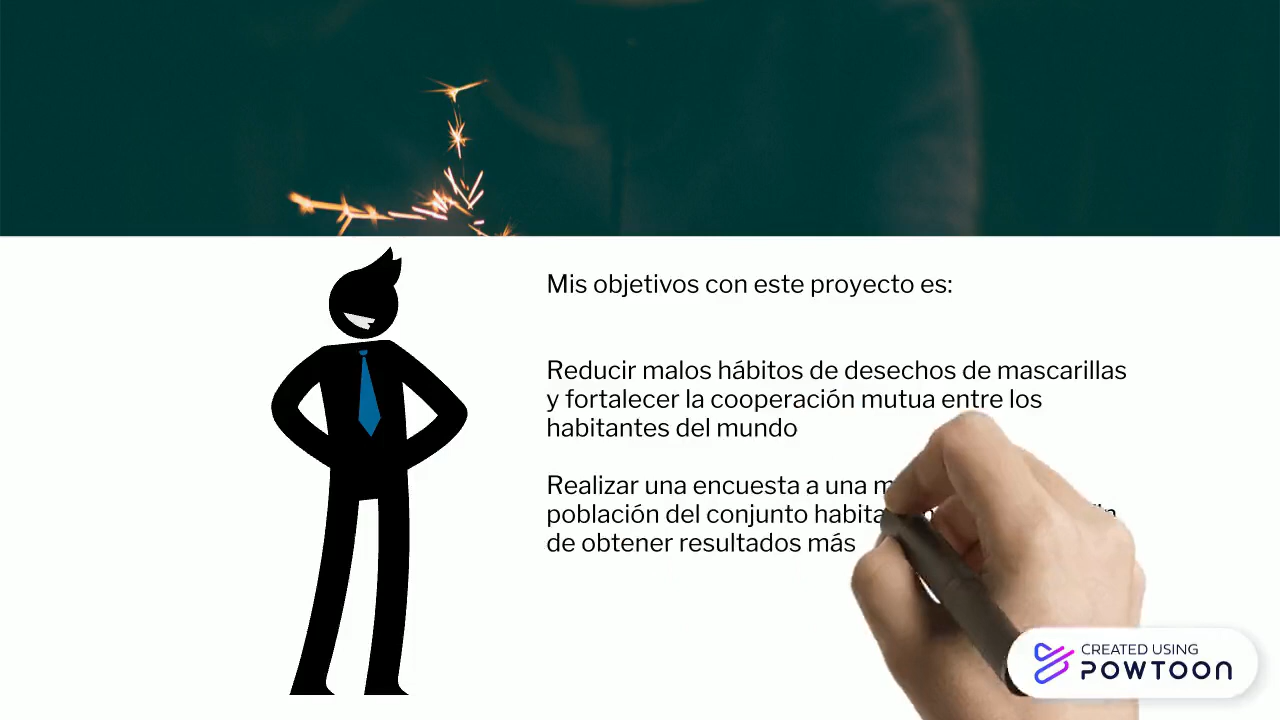 Mis objetivos con este proyecto es:
Reducir malos hábitos de desechos de mascarillas
y fortalecer la cooperación mutua entre los
habitantes del mundo
Realizar una encuesta a una
población del conjunto
de obtener resultados más
CREATED USING
POWTOON